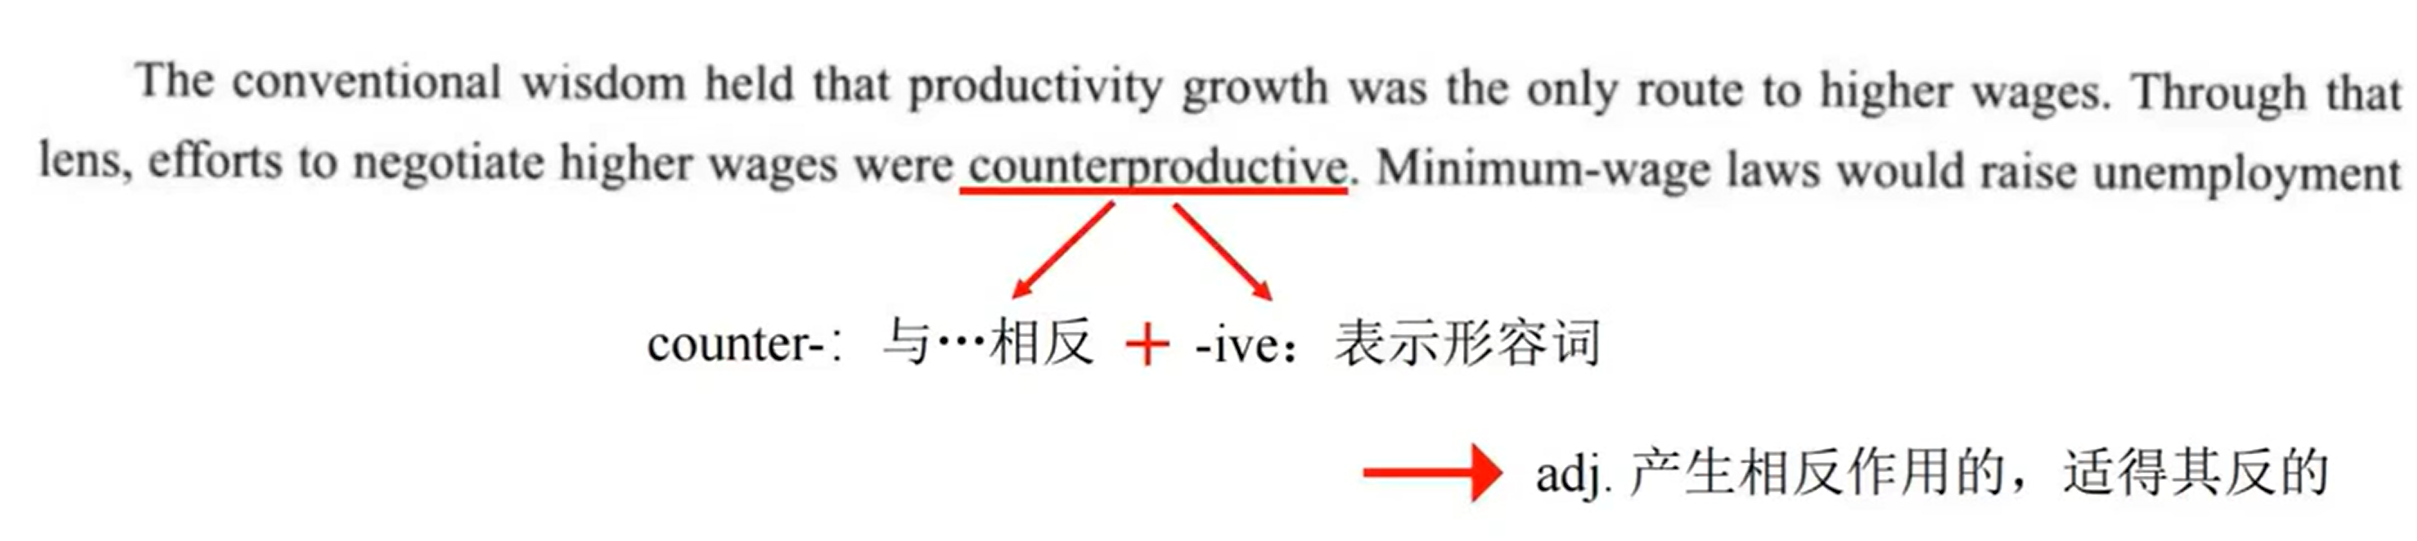 The conventional wisdom held that productivity growth was the only route to higher wages. Through that
lens, efforts to negotiate higher wages were counterproductive. Minimum-wage laws would raise unemployment
counter-： 与…相反 + -ive：表示形容词
adj. 产生相反作用的，适得其反的